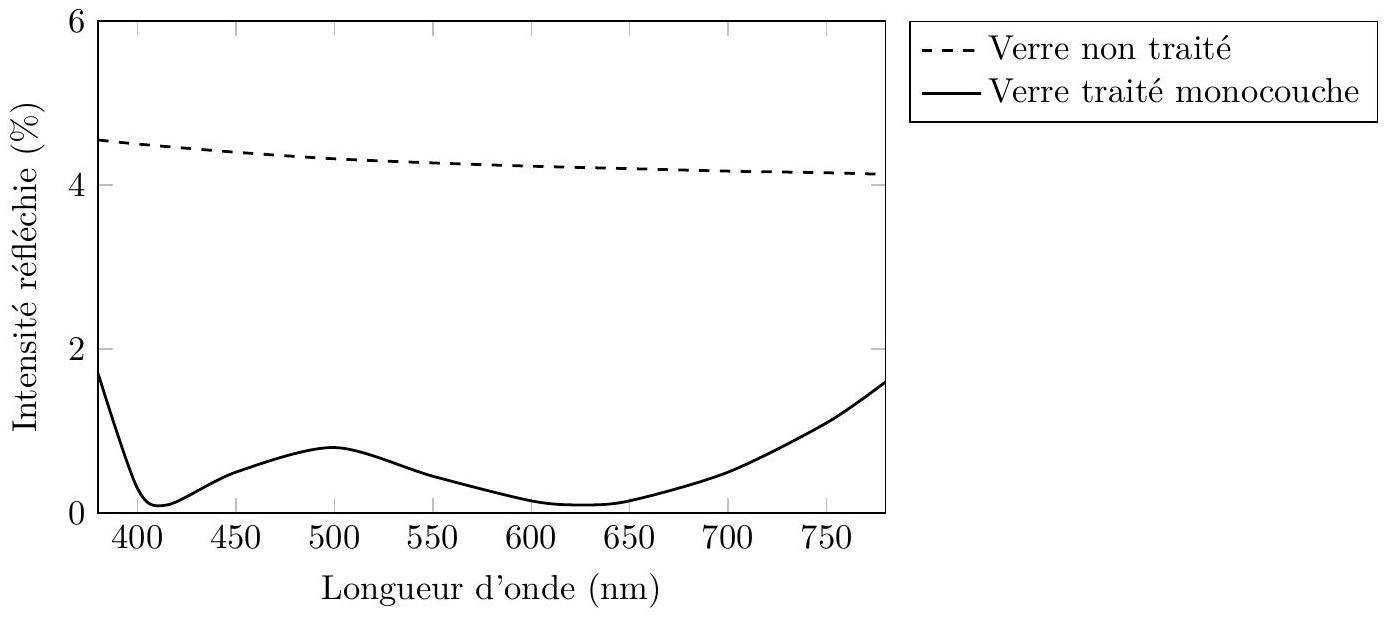 6
4
2
0
400 450 500 550 600 650 700 750
Longueur d'onde (nm)
Intensité réfléchie (%)
Verre non traité
Verre traité monocouche